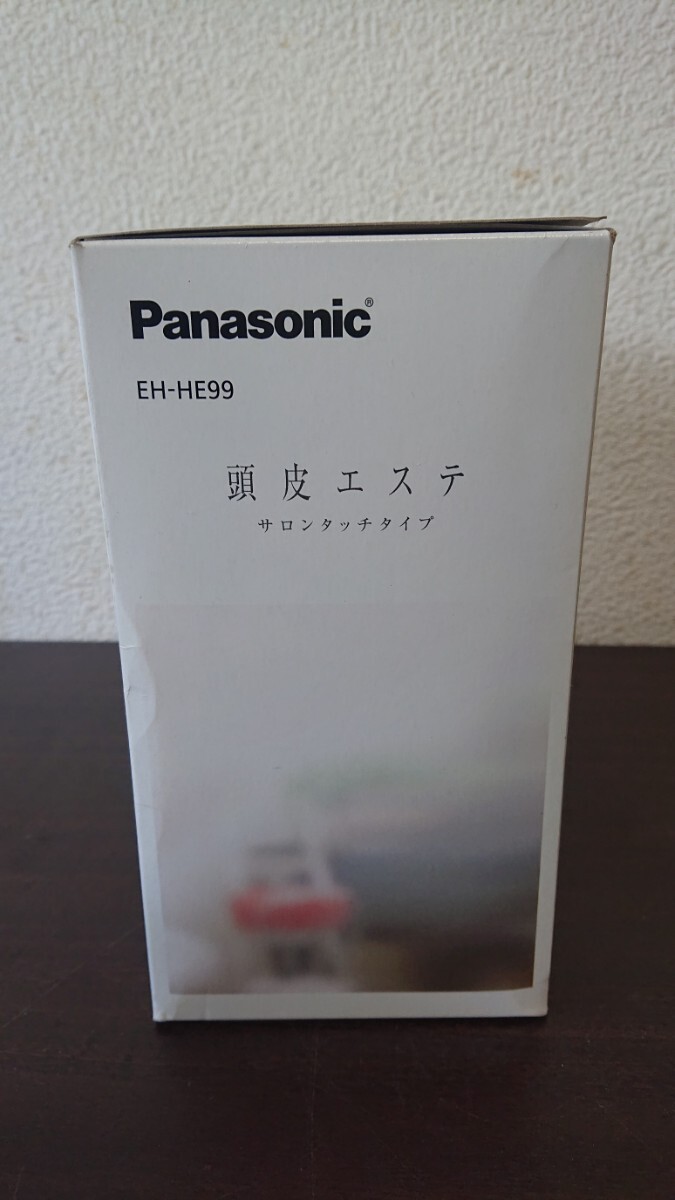 Panasonic®
EH-HE99
頭皮エステ
サロンタッチタイプ